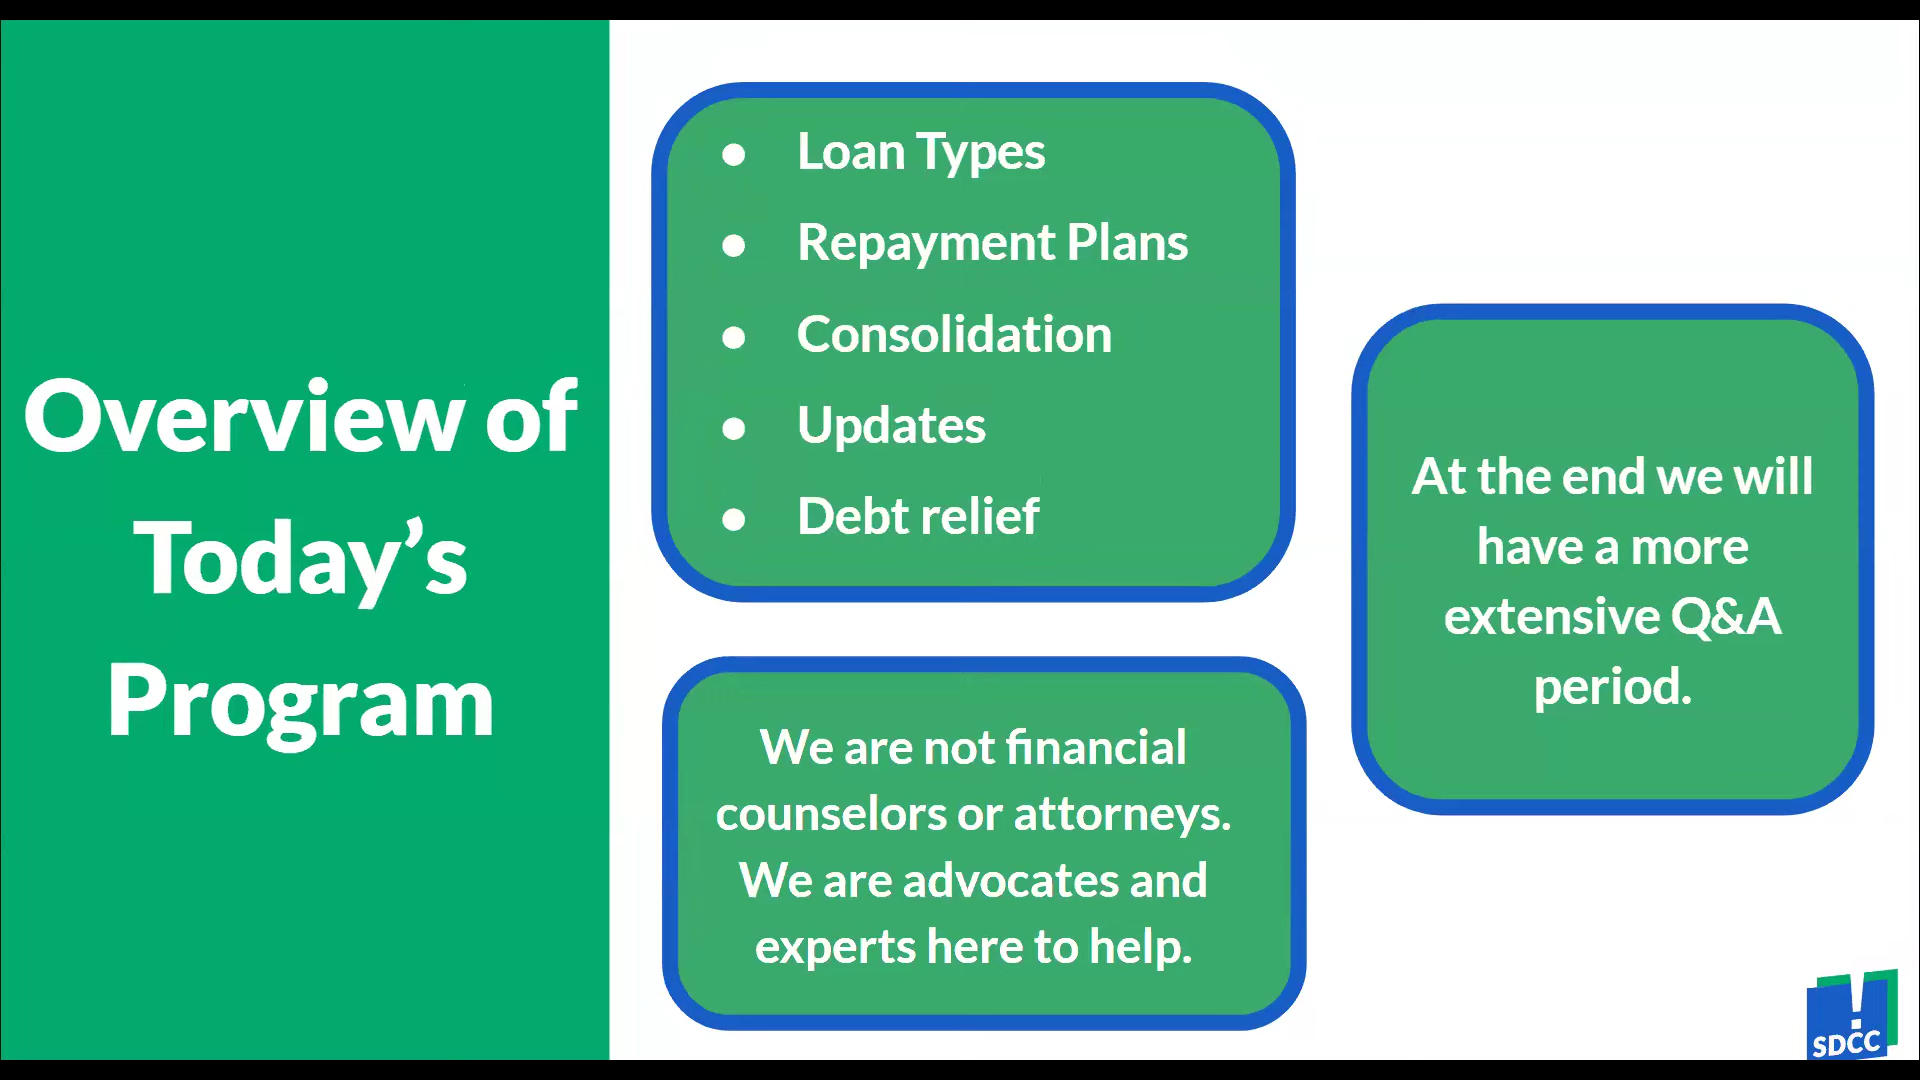 Overview of
Today’s
Program
● Loan Types
● Repayment Plans
● Consolidation
● Updates
● Debt relief
We are not financial
counselors or attorneys.
We are advocates and
experts here to help.
At the end we will
have a more
extensive Q&A
period.
SDCC